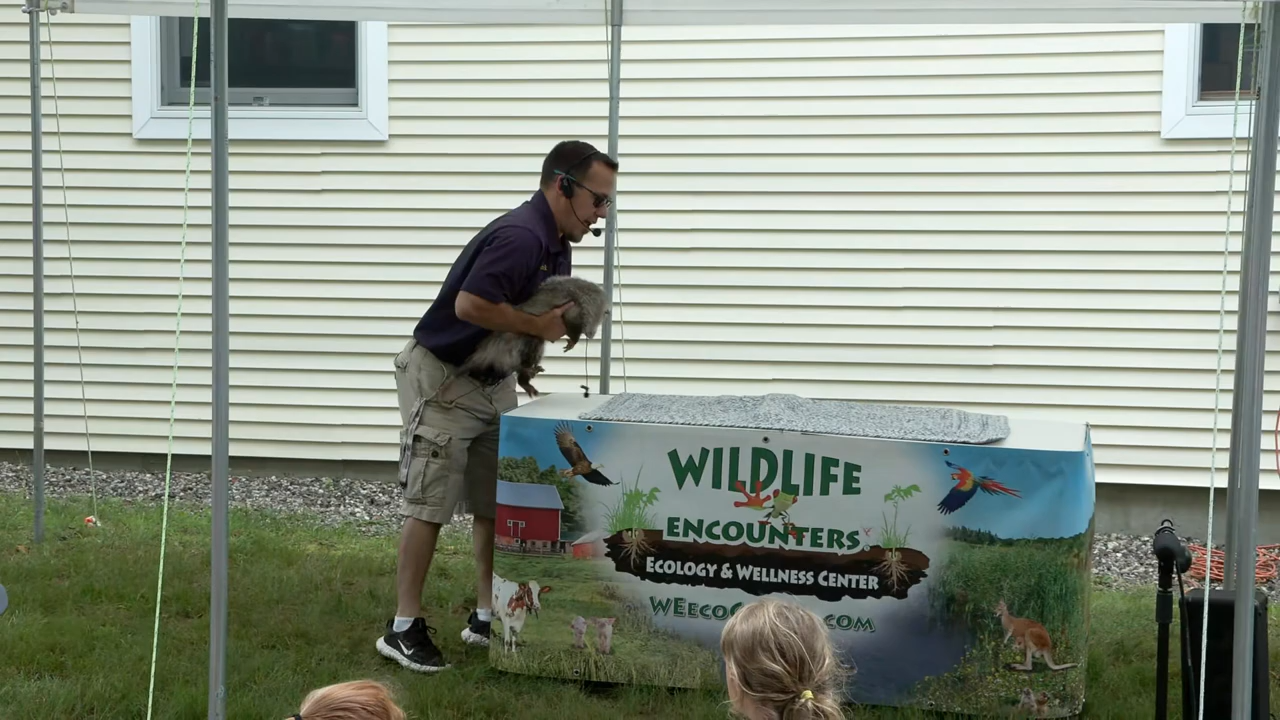 WILDLIFE
ENCOUNTERS
ECOLOGY & WELLNESS CENTER
.COM